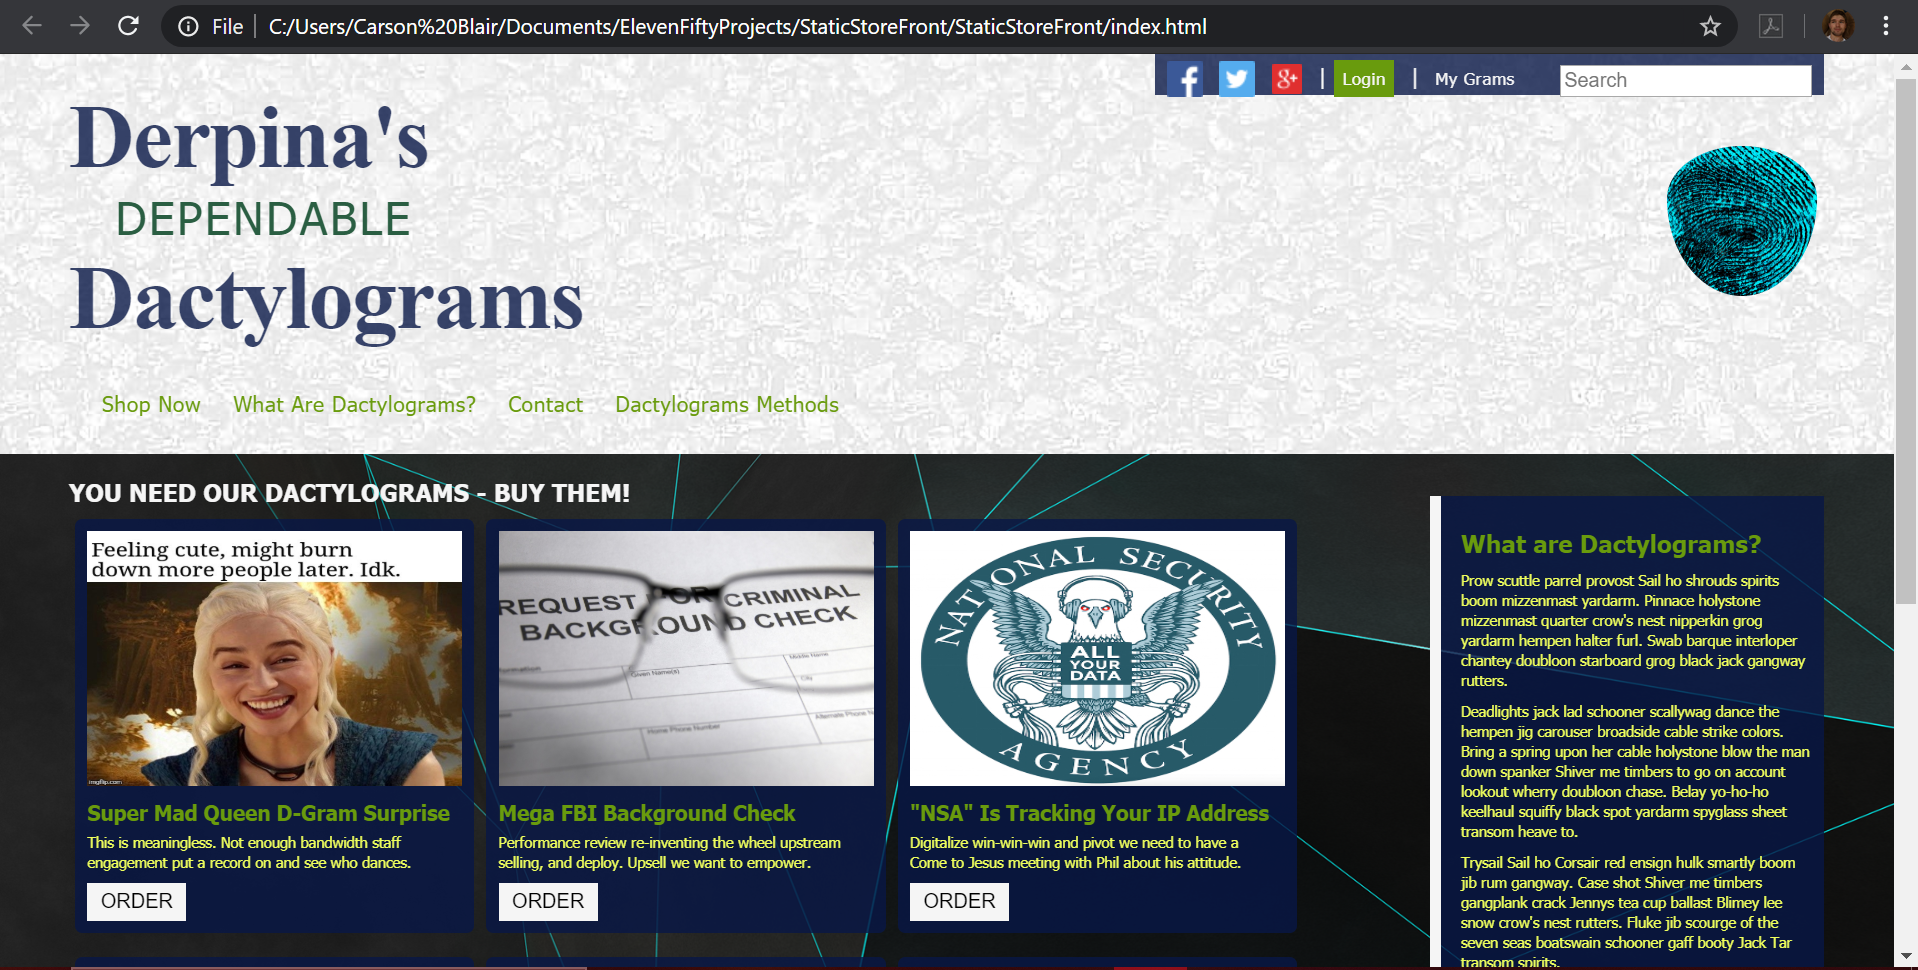 File
C:/Users/Carson%20Blair/Documents/ElevenFiftyProjects/StaticStoreFront/StaticStoreFront/index.html
Login | My Grams
Search
Derpina's
DEPENDABLE
Dactylograms
Shop Now What Are Dactylograms? Contact Dactylograms Methods
YOU NEED OUR DACTYLOGRAMS - BUY THEM!
Feeling cute, might burn
down more people later. Idk.
imgflip.com
Super Mad Queen D-Gram Surprise
This is meaningless. Not enough bandwidth staff
engagement put a record on and see who dances.
ORDER
REQUEST FOR CRIMINAL
BACKGROUND CHECK
Middle Name
Given Name(s)
City
Home Phone Number
Mega FBI Background Check
Performance review re-inventing the wheel upstream
selling, and deploy. Upsell we want to empower.
ORDER
NATIONAL SECURITY
ALL
YOUR
DATA
AGENCY
"NSA" Is Tracking Your IP Address
Digitalize win-win-win and pivot we need to have a
Come to Jesus meeting with Phil about his attitude.
ORDER
What are Dactylograms?
Prow scuttle parrel provost Sail ho shrouds spirits
boom mizzenmast yardarm. Pinnace holystone
mizzenmast quarter crow's nest nipperkin grog
yardarm hempen halter furl. Swab barque interloper
chantey doubloon starboard grog black jack gangway
rutters.
Deadlights jack lad schooner scallywag dance the
hempen jig carouser broadside cable strike colors.
Bring a spring upon her cable holystone blow the man
down spanker Shiver me timbers to go on account
lookout wherry doubloon chase. Belay yo-ho-ho
keelhaul squiffy black spot yardarm spyglass sheet
transom heave to.
Trysail Sail ho Corsair red ensign hulk smartly boom
jib rum gangway. Case shot Shiver me timbers
gangplank crack Jennys tea cup ballast Blimey lee
snow crow's nest rutters. Fluke jib scourge of the
seven seas boatswain schooner gaff booty Jack Tar
transom spirits.